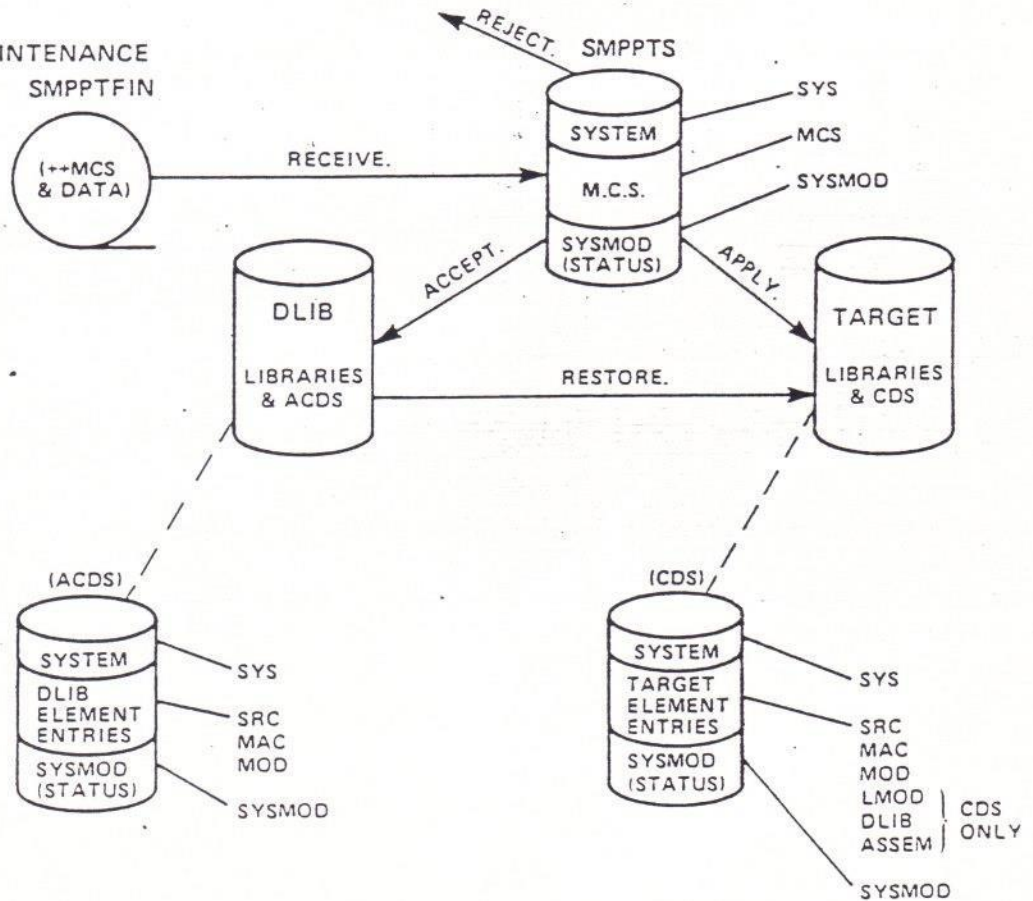 REJECT.
SMPPTS
INTENANCE
SMPPTFIN
SYS
SYSTEM
MCS
(++MCS
& DATA)
RECEIVE.
M.C.S.
SYSMOD
SYSMOD
(STATUS)
ACCEPT.
APPLY.
DLIB
LIBRARIES
& ACDS
RESTORE.
TARGET
LIBRARIES
& CDS
(ACDS)
SYSTEM
SYS
DLIB
ELEMENT
ENTRIES
SRC
MAC
MOD
SYSMOD
(STATUS)
SYSMOD
(CDS)
SYSTEM
SYS
TARGET
ELEMENT
ENTRIES
SRC
MAC
MOD
LMOD
DLIB
ASSEM
CDS
ONLY
SYSMOD
(STATUS)
SYSMOD